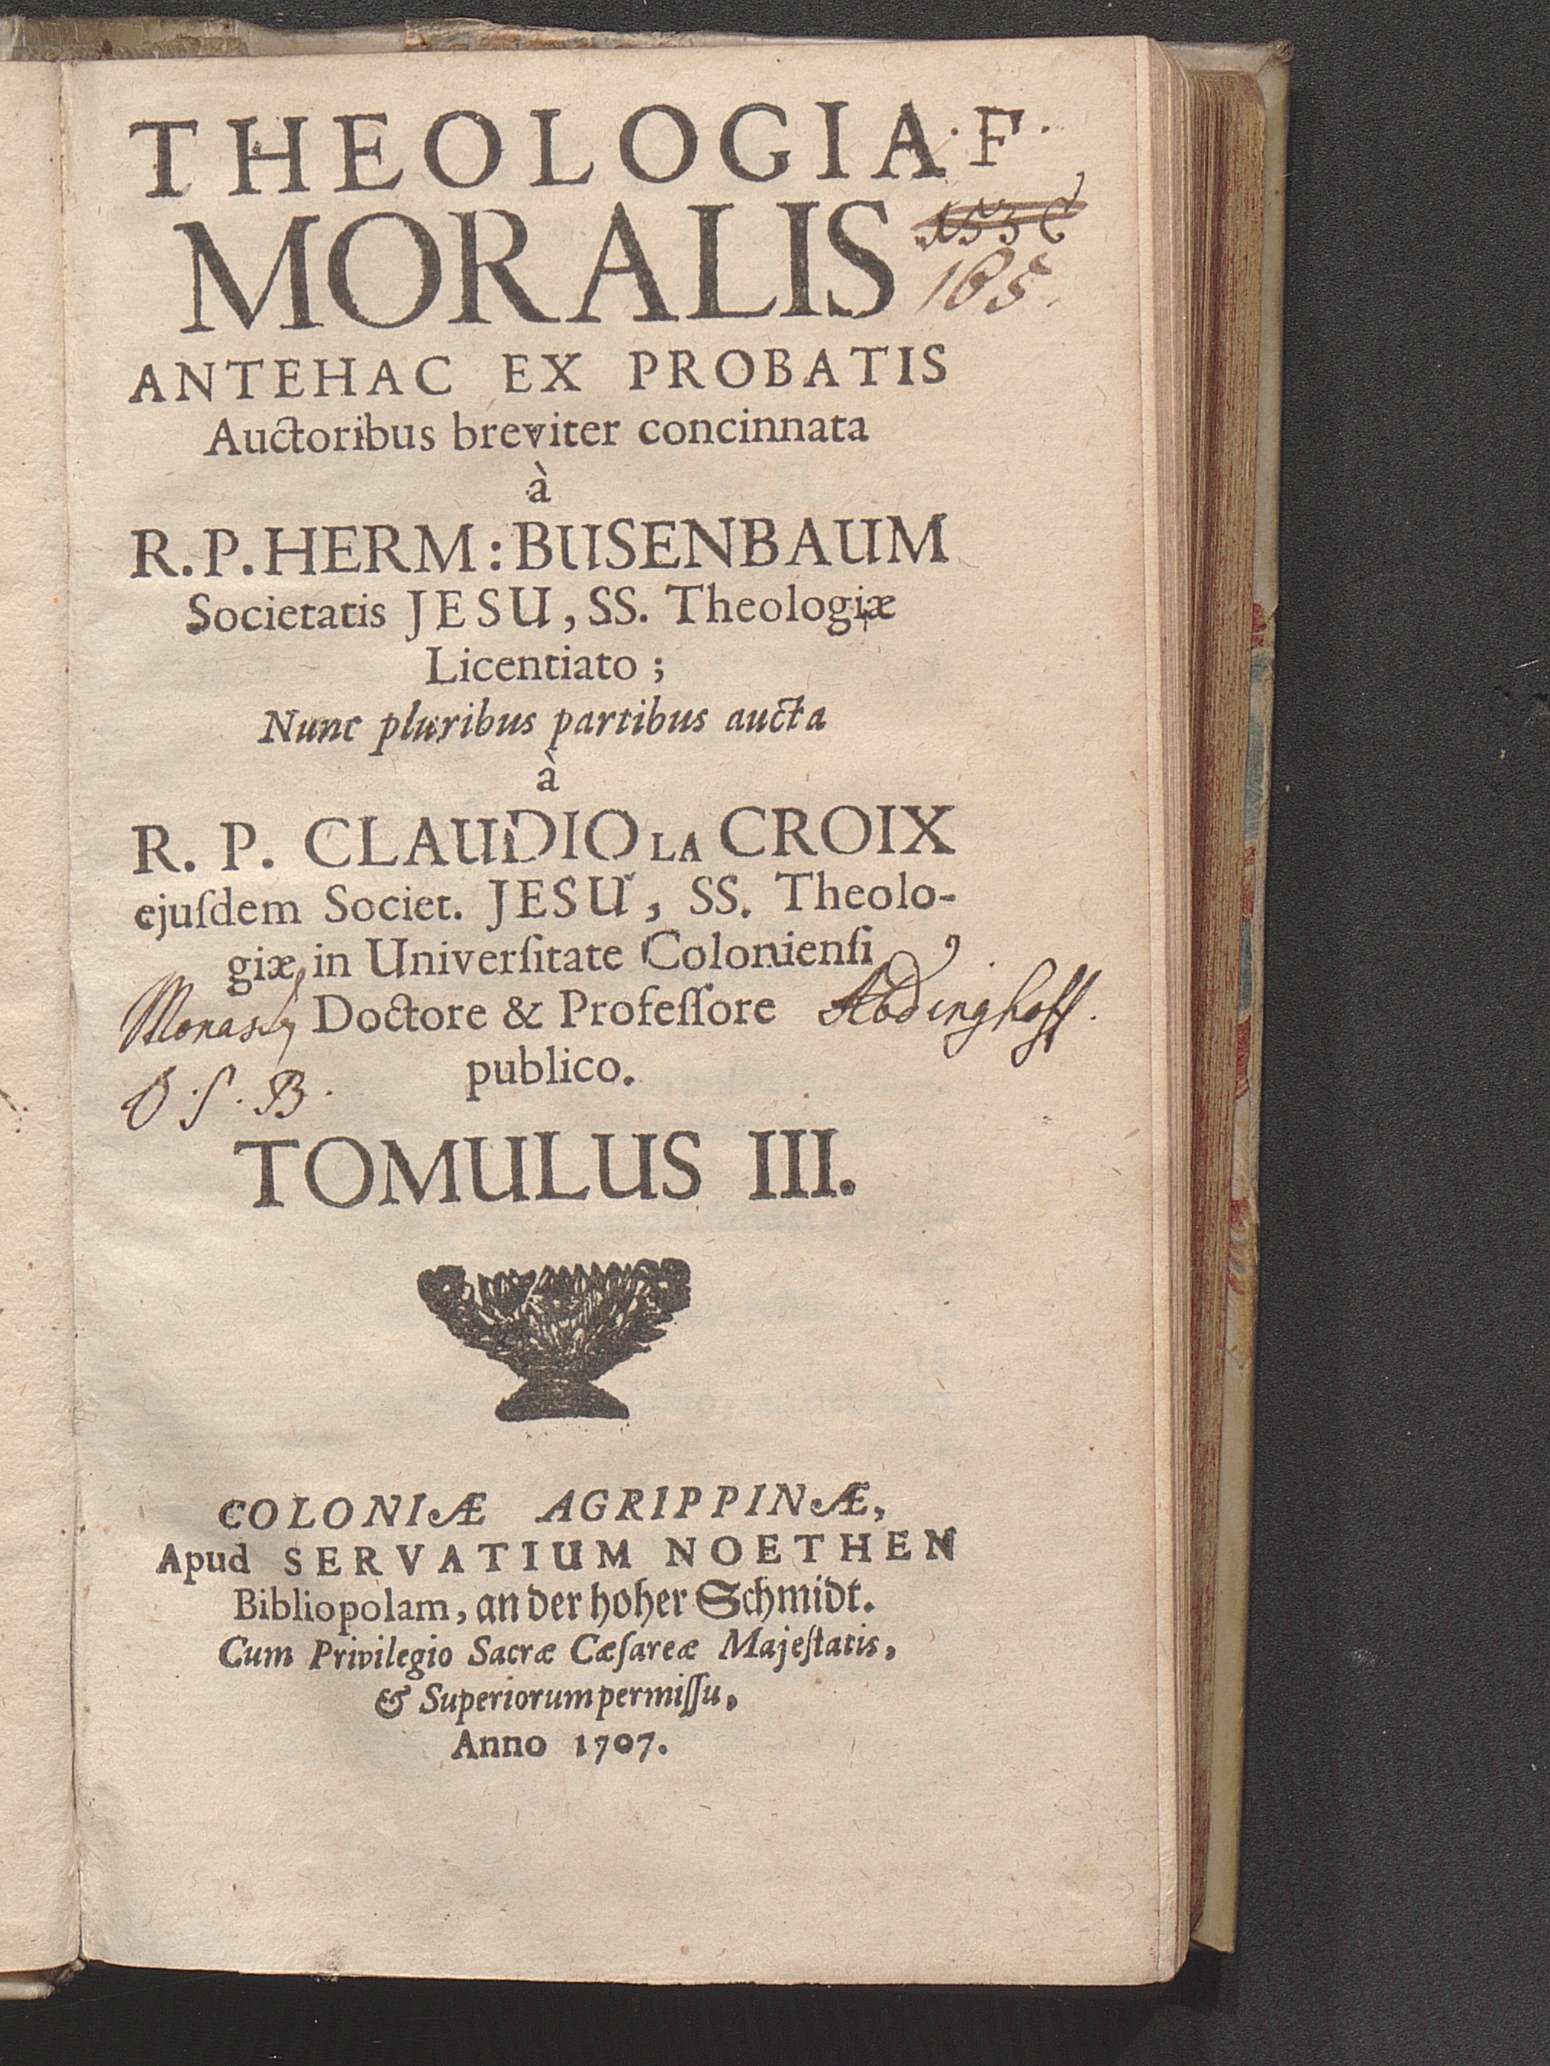 THEOLOGIA·F·
MORALIS
165.
ANTEHAC EX PROBATIS
Auctoribus breviter concinnata
à
R.P. HERM: BUSENBAUM
Societatis JESU, SS. Theologiæ
Licentiato;
Nunc pluribus partibus aucta
à
R. P. CLAUDIO LA CROIX
ejuſdem Societ. JESU, SS. Theolo-
giæ in Univerſitate Colonienſi
Doctore & Profeſſore
Abdinghoff.
publico.
O. S. B.
TOMULUS III.
COLONIÆ AGRIPPINÆ,
Apud SERVATIUM NOETHEN
Bibliopolam, an der hoher Schmidt.
Cum Privilegio Sacræ Cæſareæ Majeſtatis,
& Superiorum permiſſu.
Anno 1707.